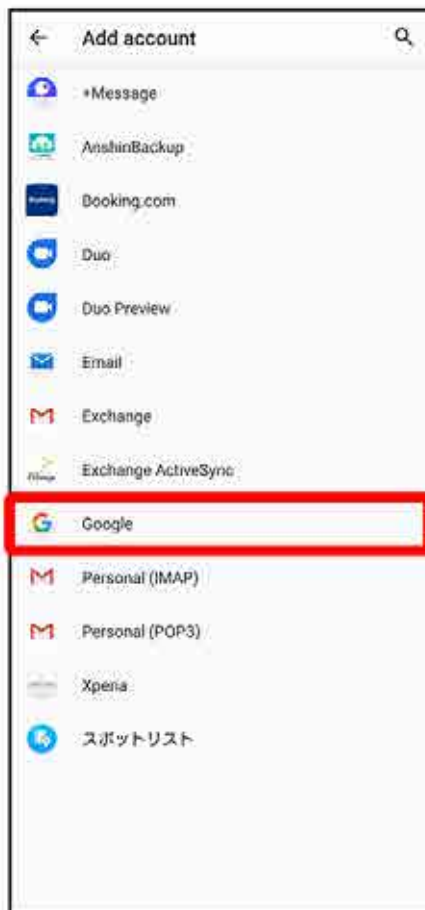 Add account
+Message
AnshinBackup
Booking.com
Duo
Duo Preview
Email
Exchange
Exchange ActiveSync
Google
Personal (IMAP)
Personal (POP3)
Xperia
スポットリスト